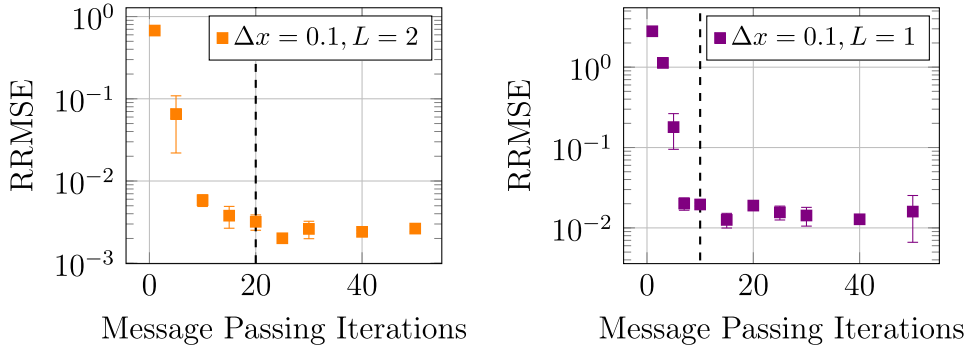 RRMSE
10^0
10^−1
10^−2
10^−3
Δx = 0.1, L = 2
0 20 40
Message Passing Iterations
RRMSE
10^0
10^−1
10^−2
Δx = 0.1, L = 1
0 20 40
Message Passing Iterations